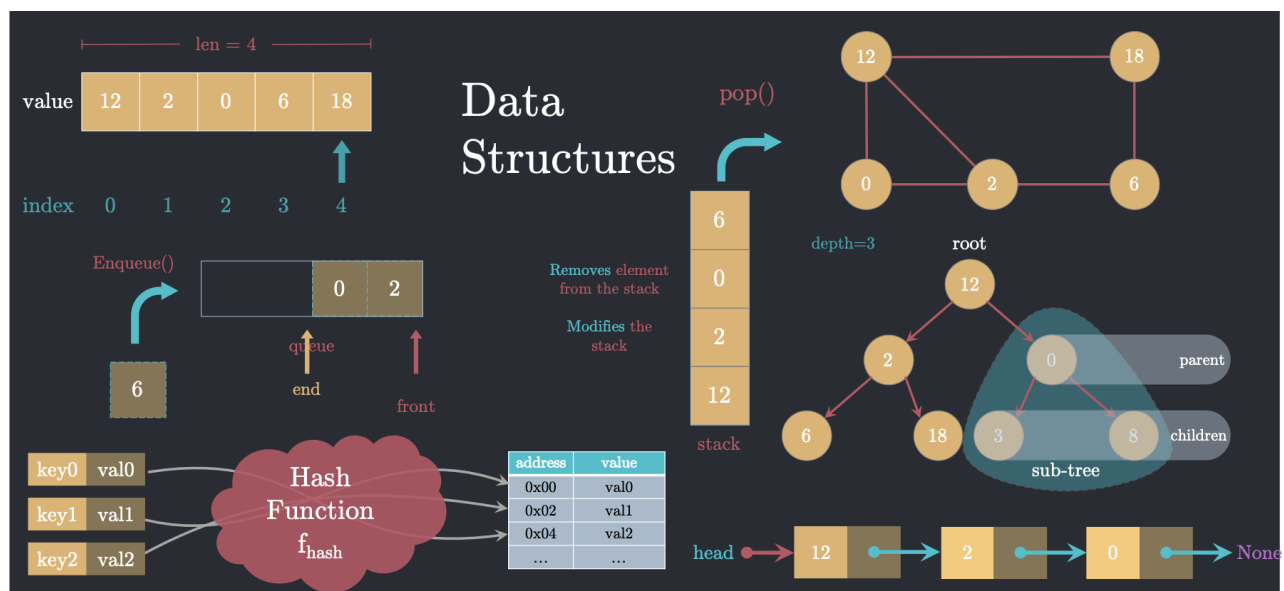 len = 4
value 12 2 0 6 18
index 0 1 2 3 4
Data
Structures
Enqueue()
0 2
6
queue
end
front
pop()
6
0
2
12
stack
Removes element
from the stack
Modifies the
stack
12 18
0 2 6
depth=3
root
12
2 0 parent
6 18 3 8 children
sub-tree
key0 val0
key1 val1
key2 val2
Hash
Function
f_hash
address value
0x00 val0
0x02 val1
0x04 val2
... ...
head 12 2 0 None